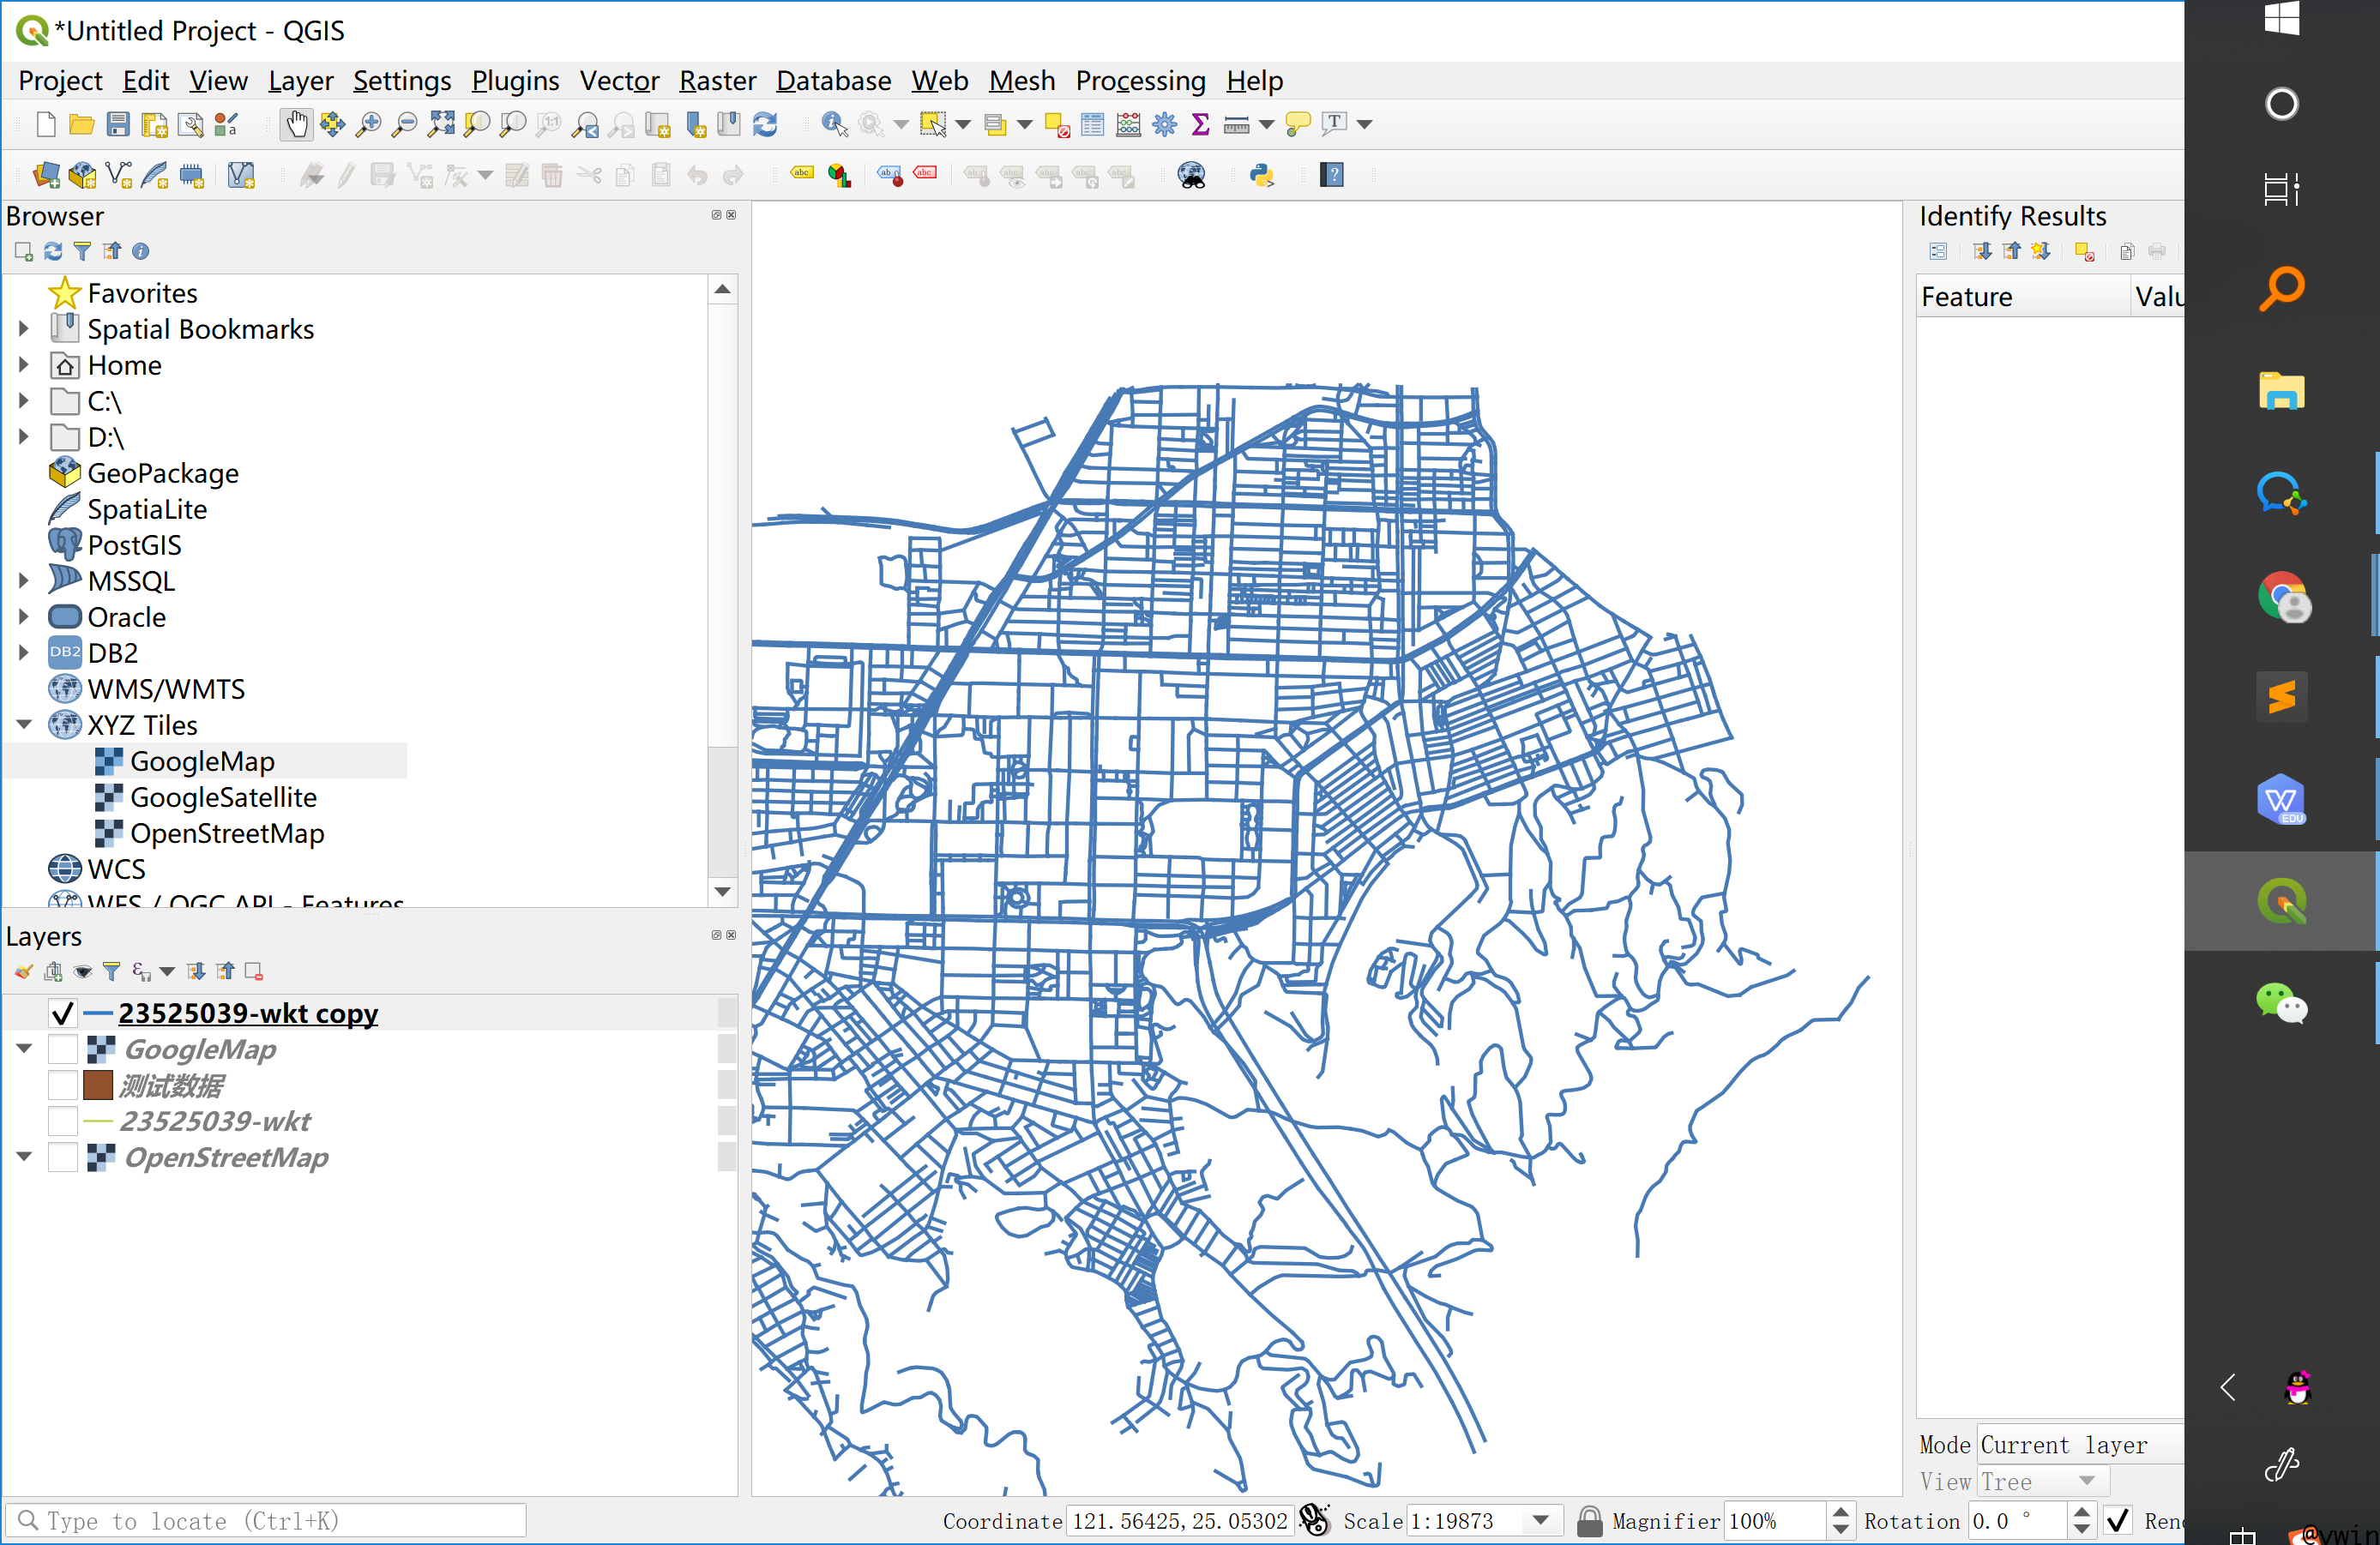 *Untitled Project - QGIS
Project Edit View Layer Settings Plugins Vector Raster Database Web Mesh Processing Help
Browser
Favorites
Spatial Bookmarks
Home
C:\
D:\
GeoPackage
SpatiaLite
PostGIS
MSSQL
Oracle
DB2 DB2
WMS/WMTS
XYZ Tiles
GoogleMap
GoogleSatellite
OpenStreetMap
WCS
WFS / OGC API - Features
Layers
23525039-wkt copy
GoogleMap
测试数据
23525039-wkt
OpenStreetMap
Identify Results
Feature Valu
Mode Current layer
View Tree
Type to locate (Ctrl+K)
Coordinate 121.56425,25.05302 Scale 1:19873 Magnifier 100% Rotation 0.0 ° Ren
EDU
中
@vwin